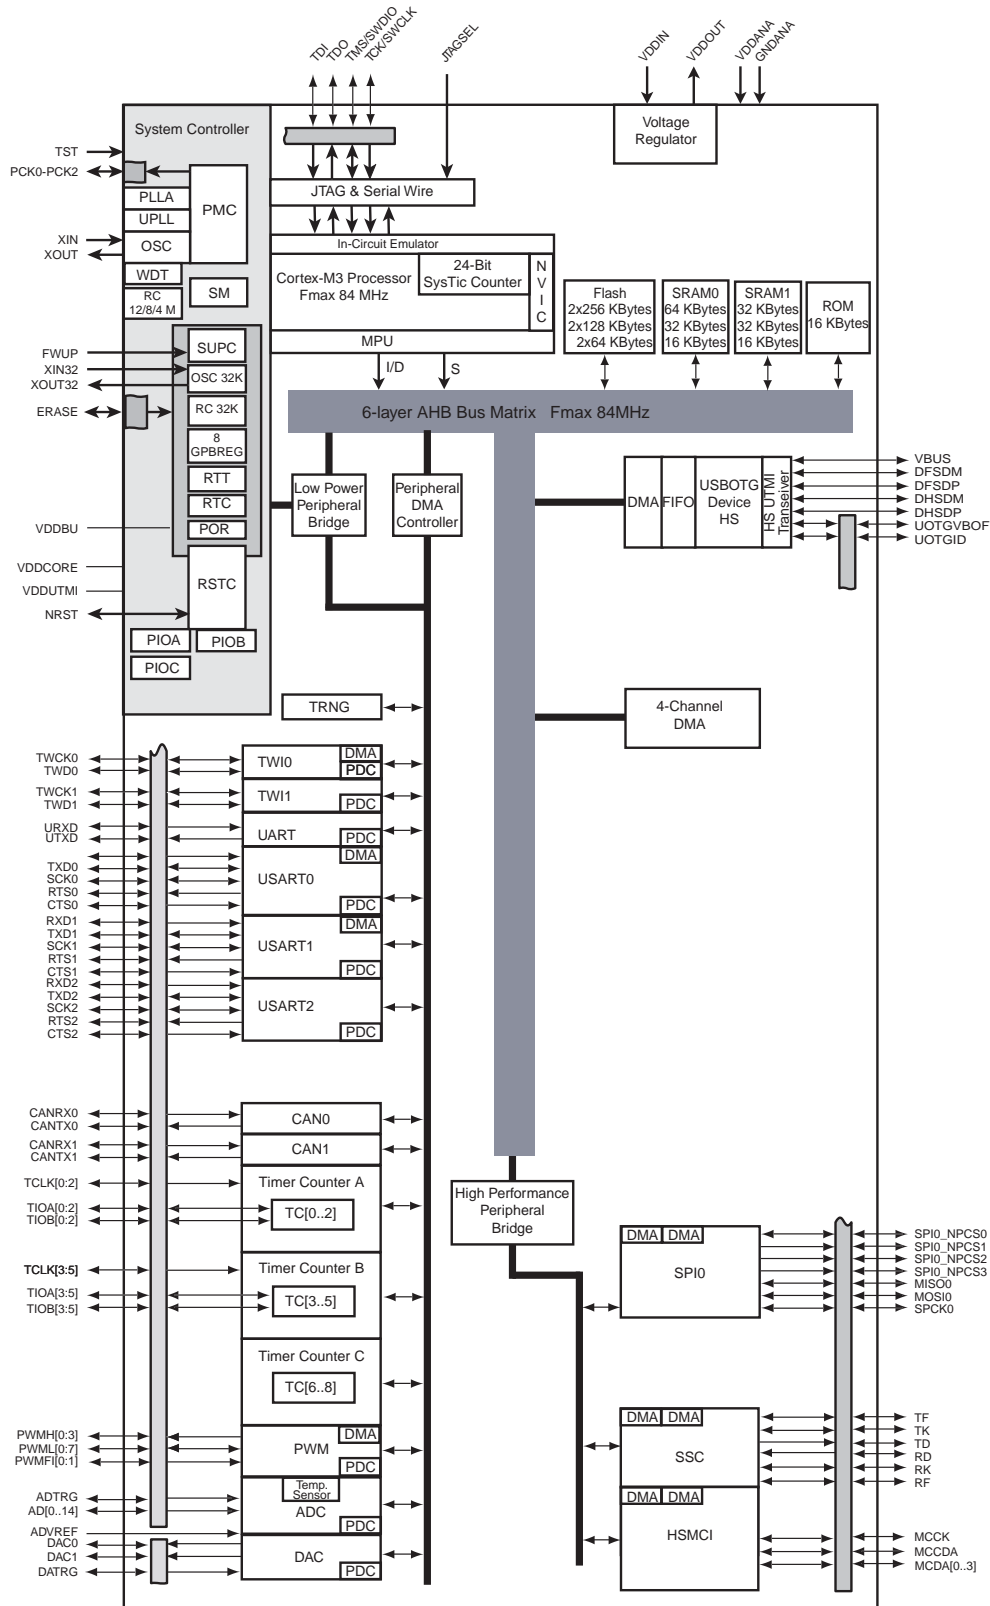 TDI
TDO
TMS/SWDIO
TCK/SWCLK
JTAGSEL
VDDIN
VDDOUT
VDDANA
GNDANA
System Controller
Voltage
Regulator
TST
PCK0-PCK2
PLLA
UPLL
PMC
JTAG & Serial Wire
XIN
XOUT
OSC
In-Circuit Emulator
WDT
RC
12/8/4 M
SM
Cortex-M3 Processor
Fmax 84 MHz
24-Bit
SysTic Counter
N
V
I
C
MPU
I/D
S
Flash
2x256 KBytes
2x128 KBytes
2x64 KBytes
SRAM0
64 KBytes
32 KBytes
16 KBytes
SRAM1
32 KBytes
32 KBytes
16 KBytes
ROM
16 KBytes
FWUP
XIN32
XOUT32
ERASE
SUPC
OSC 32K
RC 32K
8
GPBREG
RTT
RTC
POR
RSTC
VDDBU
VDDCORE
VDDUTMI
NRST
PIOA
PIOB
PIOC
6-layer AHB Bus Matrix Fmax 84MHz
Low Power
Peripheral
Bridge
Peripheral
DMA
Controller
DMA
FIFO
USBOTG
Device
HS
HS UTMI
Transeiver
VBUS
DFSDM
DFSDP
DHSDM
DHSDP
UOTGVBOF
UOTGID
TRNG
4-Channel
DMA
TWCK0
TWD0
TWI0
DMA
PDC
TWCK1
TWD1
TWI1
PDC
URXD
UTXD
UART
PDC
TXD0
SCK0
RTS0
CTS0
USART0
DMA
PDC
RXD1
TXD1
SCK1
RTS1
CTS1
USART1
DMA
PDC
RXD2
TXD2
SCK2
RTS2
CTS2
USART2
PDC
CANRX0
CANTX0
CAN0
CANRX1
CANTX1
CAN1
TCLK[0:2]
TIOA[0:2]
TIOB[0:2]
Timer Counter A
TC[0..2]
TCLK[3:5]
TIOA[3:5]
TIOB[3:5]
Timer Counter B
TC[3..5]
Timer Counter C
TC[6..8]
High Performance
Peripheral
Bridge
DMA
DMA
SPI0
SPI0_NPCS0
SPI0_NPCS1
SPI0_NPCS2
SPI0_NPCS3
MISO0
MOSI0
SPCK0
PWMH[0:3]
PWML[0:7]
PWMFI[0:1]
PWM
DMA
PDC
ADTRG
AD[0..14]
ADVREF
Temp.
Sensor
ADC
PDC
DAC0
DAC1
DATRG
DAC
PDC
DMA
DMA
SSC
TF
TK
TD
RD
RK
RF
DMA
DMA
HSMCI
MCCK
MCCDA
MCDA[0..3]